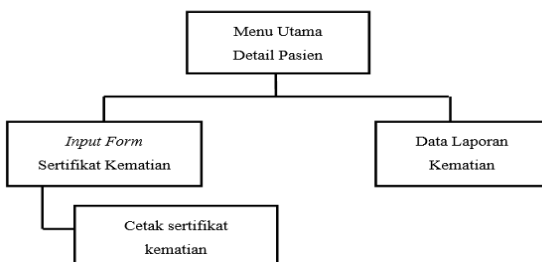 Menu Utama
Detail Pasien
Input Form
Sertifikat Kematian
Data Laporan
Kematian
Cetak sertifikat
kematian